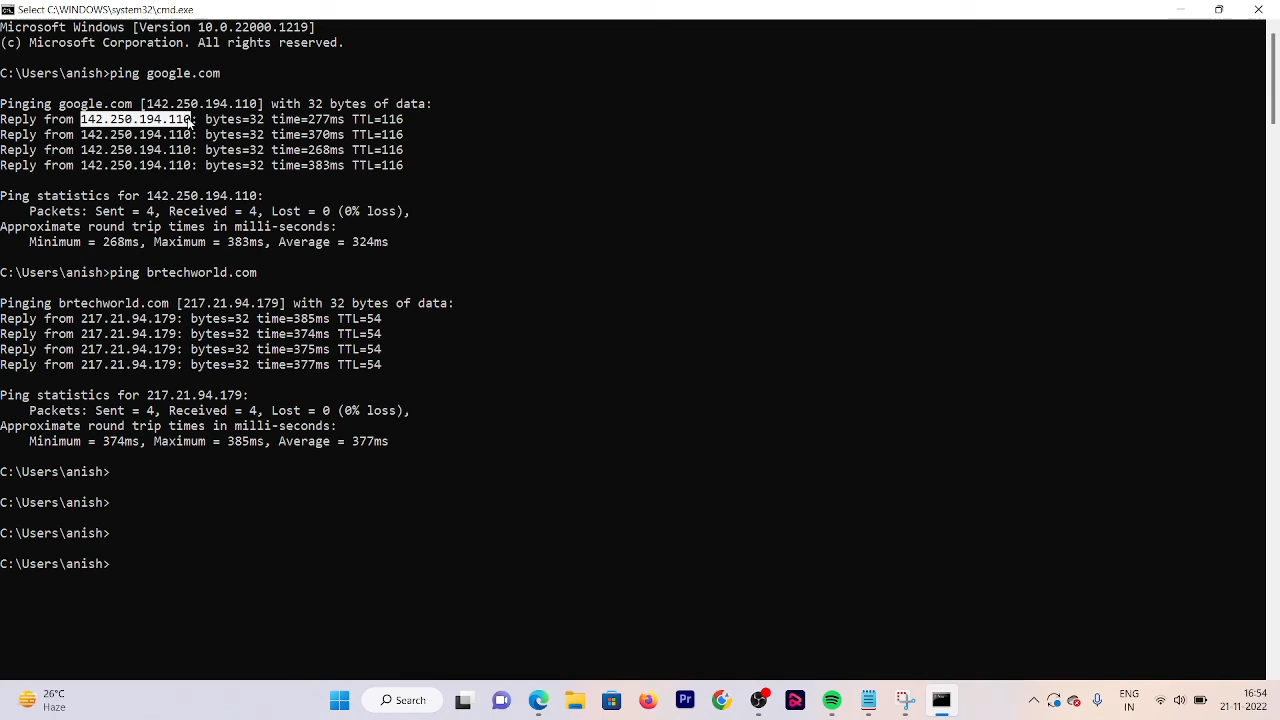 Select C:\WINDOWS\system32\cmd.exe
Microsoft Windows [Version 10.0.22000.1219]
(c) Microsoft Corporation. All rights reserved.
C:\Users\anish>ping google.com
Pinging google.com [142.250.194.110] with 32 bytes of data:
Reply from 142.250.194.110: bytes=32 time=277ms TTL=116
Reply from 142.250.194.110: bytes=32 time=370ms TTL=116
Reply from 142.250.194.110: bytes=32 time=268ms TTL=116
Reply from 142.250.194.110: bytes=32 time=383ms TTL=116
Ping statistics for 142.250.194.110:
Packets: Sent = 4, Received = 4, Lost = 0 (0% loss),
Approximate round trip times in milli-seconds:
Minimum = 268ms, Maximum = 383ms, Average = 324ms
C:\Users\anish>ping brtechworld.com
Pinging brtechworld.com [217.21.94.179] with 32 bytes of data:
Reply from 217.21.94.179: bytes=32 time=385ms TTL=54
Reply from 217.21.94.179: bytes=32 time=374ms TTL=54
Reply from 217.21.94.179: bytes=32 time=375ms TTL=54
Reply from 217.21.94.179: bytes=32 time=377ms TTL=54
Ping statistics for 217.21.94.179:
Packets: Sent = 4, Received = 4, Lost = 0 (0% loss),
Approximate round trip times in milli-seconds:
Minimum = 374ms, Maximum = 385ms, Average = 377ms
C:\Users\anish>
C:\Users\anish>
C:\Users\anish>
C:\Users\anish>
26°C
Haze
Search
Pr
ENG
IN
16:54
21-11-2022